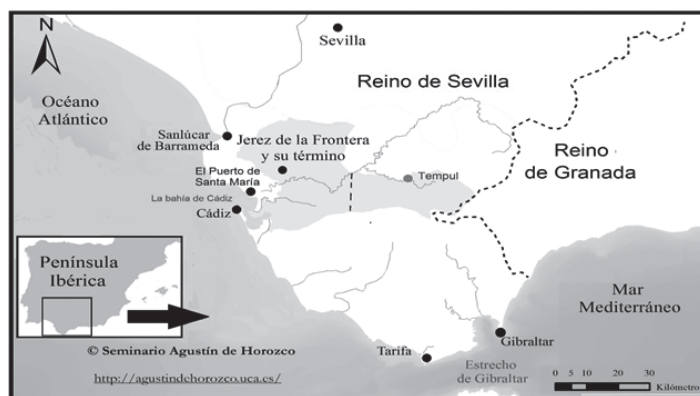 N
Sevilla
Océano
Atlántico
Reino de Sevilla
Sanlúcar
de Barrameda
Jerez de la Frontera
y su término
Reino
de Granada
El Puerto de
Santa María
Tempul
La bahía de Cádiz
Cádiz
Península
Ibérica
Mar
Mediterráneo
© Seminario Agustín de Horozco
http://agustindehorozco.uca.es/
Tarifa
Gibraltar
Estrecho
de Gibraltar
0 5 10 20 30
Kilómetro